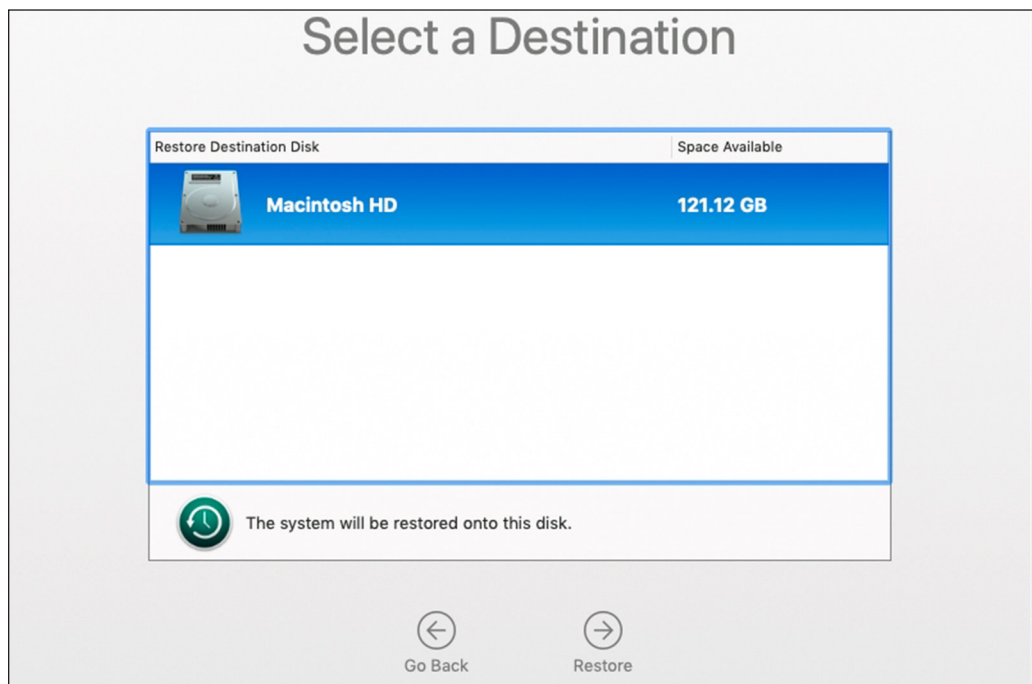 Select a Destination
Restore Destination Disk Space Available
Macintosh HD 121.12 GB
The system will be restored onto this disk.
Go Back Restore